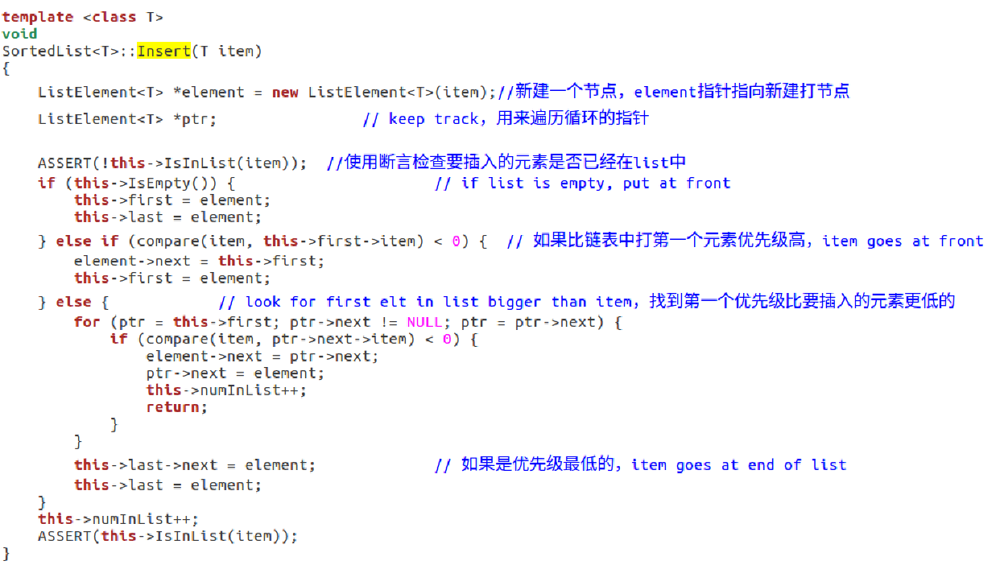 template <class T>
void
SortedList<T>::Insert(T item)
{
    ListElement<T> *element = new ListElement<T>(item);//新建一个节点，element指针指向新建打节点
    ListElement<T> *ptr;                // keep track，用来遍历循环的指针

    ASSERT(!this->IsInList(item));  //使用断言检查要插入的元素是否已经在list中
    if (this->IsEmpty()) {                      // if list is empty, put at front
        this->first = element;
        this->last = element;
    } else if (compare(item, this->first->item) < 0) {  // 如果比链表中打第一个元素优先级高，item goes at front
        element->next = this->first;
        this->first = element;
    } else {            // look for first elt in list bigger than item，找到第一个优先级比要插入的元素更低的
        for (ptr = this->first; ptr->next != NULL; ptr = ptr->next) {
            if (compare(item, ptr->next->item) < 0) {
                element->next = ptr->next;
                ptr->next = element;
                this->numInList++;
                return;
            }
        }
        this->last->next = element;             // 如果是优先级最低的，item goes at end of list
        this->last = element;
    }
    this->numInList++;
    ASSERT(this->IsInList(item));
}